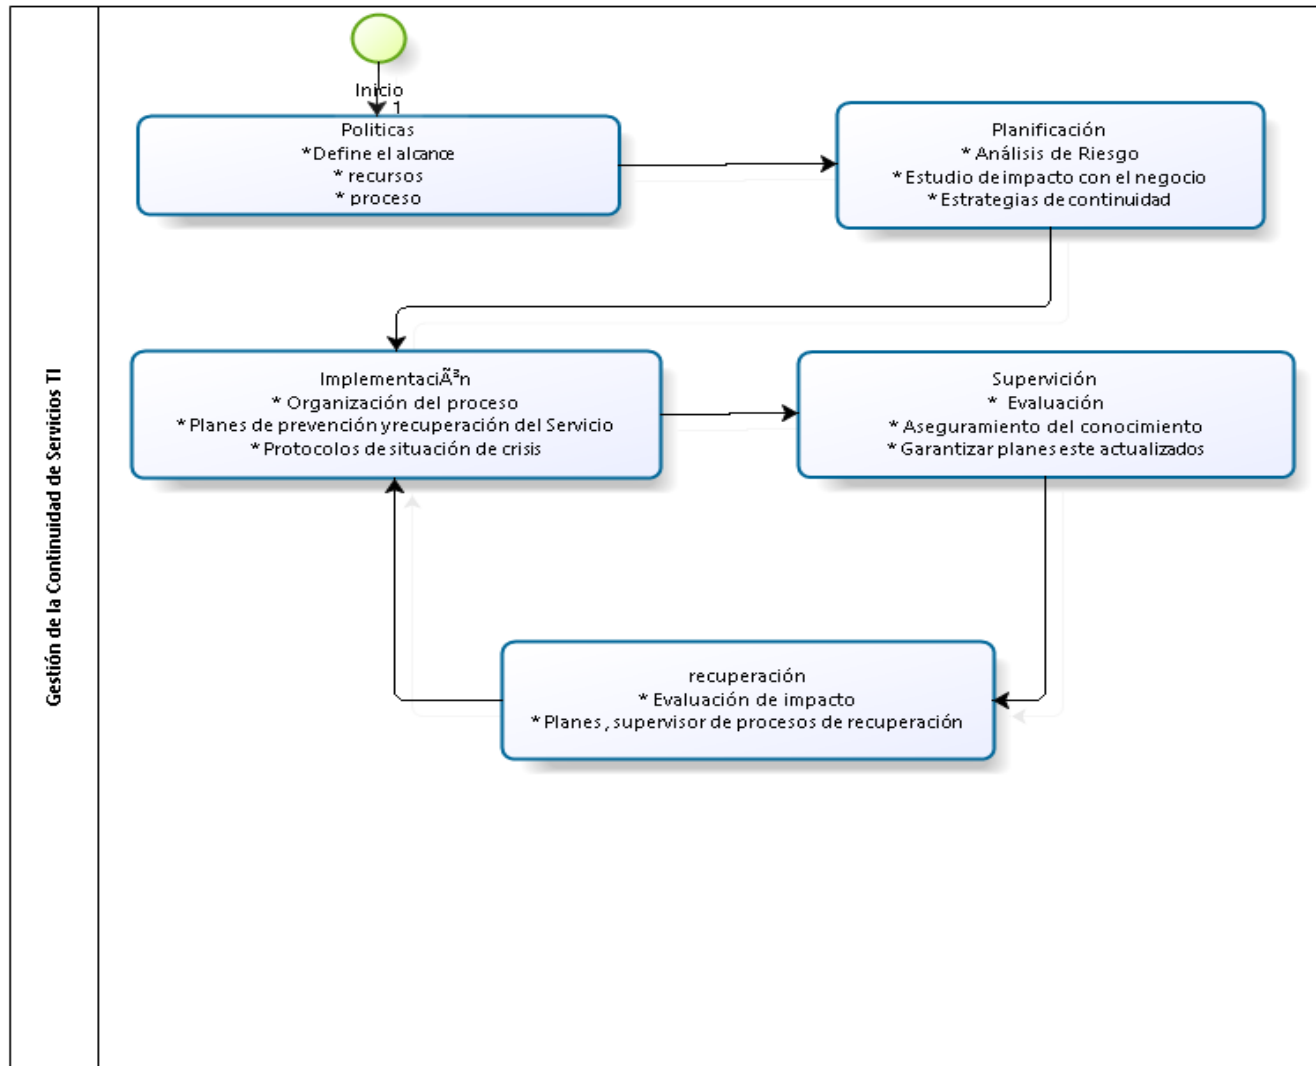 Gestión de la Continuidad de Servicios TI
Inicio
1
Politicas
*Define el alcance
* recursos
* proceso
Planificación
* Análisis de Riesgo
* Estudio de impacto con el negocio
* Estrategias de continuidad
ImplementaciÃ³n
* Organización del proceso
* Planes de prevención y recuperación del Servicio
* Protocolos de situación de crisis
Supervición
* Evaluación
* Aseguramiento del conocimiento
* Garantizar planes este actualizados
recuperación
* Evaluación de impacto
* Planes , supervisor de procesos de recuperación